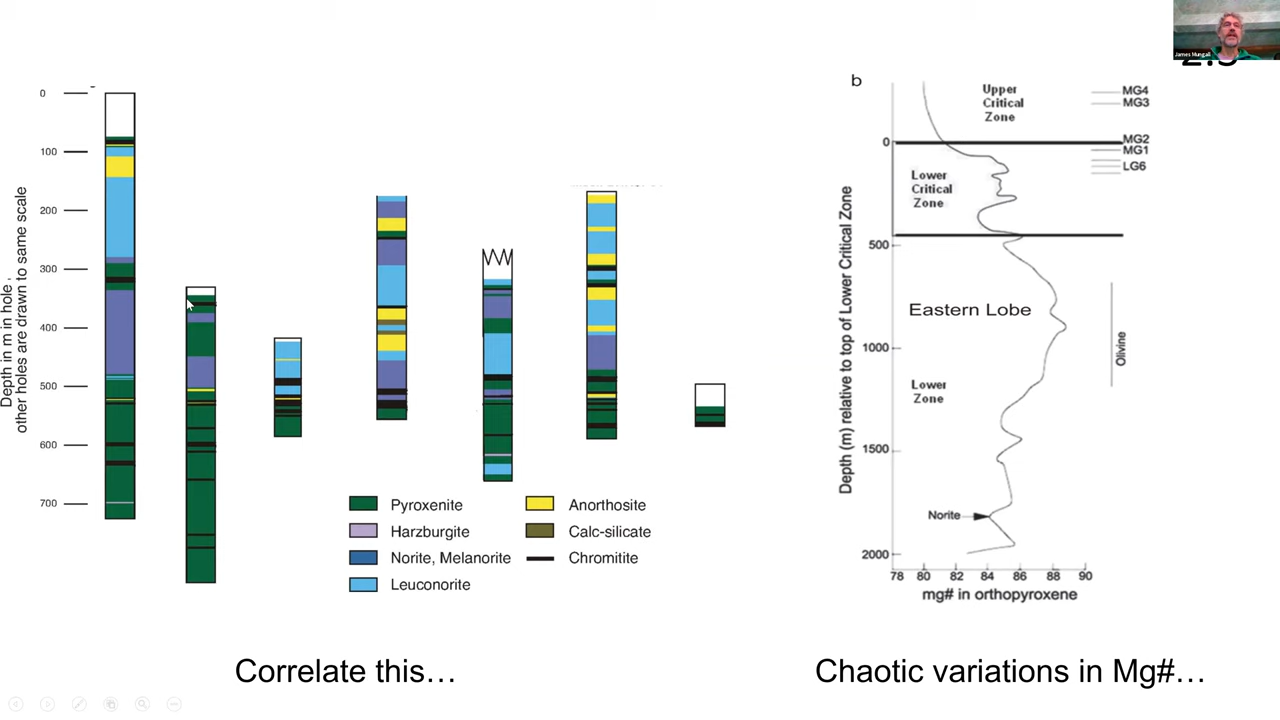 James Mungall
0
100
200
300
400
500
600
700
Depth in m in hole,
other holes are drawn to same scale
Pyroxenite
Harzburgite
Norite, Melanorite
Leuconorite
Anorthosite
Calc-silicate
Chromitite
Correlate this…
b
Upper
Critical
Zone
MG4
MG3
MG2
MG1
LG6
Lower
Critical
Zone
Eastern Lobe
Olivine
Lower
Zone
Norite
0
500
1000
1500
2000
Depth (m) relative to top of Lower Critical Zone
78 80 82 84 86 88 90
mg# in orthopyroxene
Chaotic variations in Mg#…